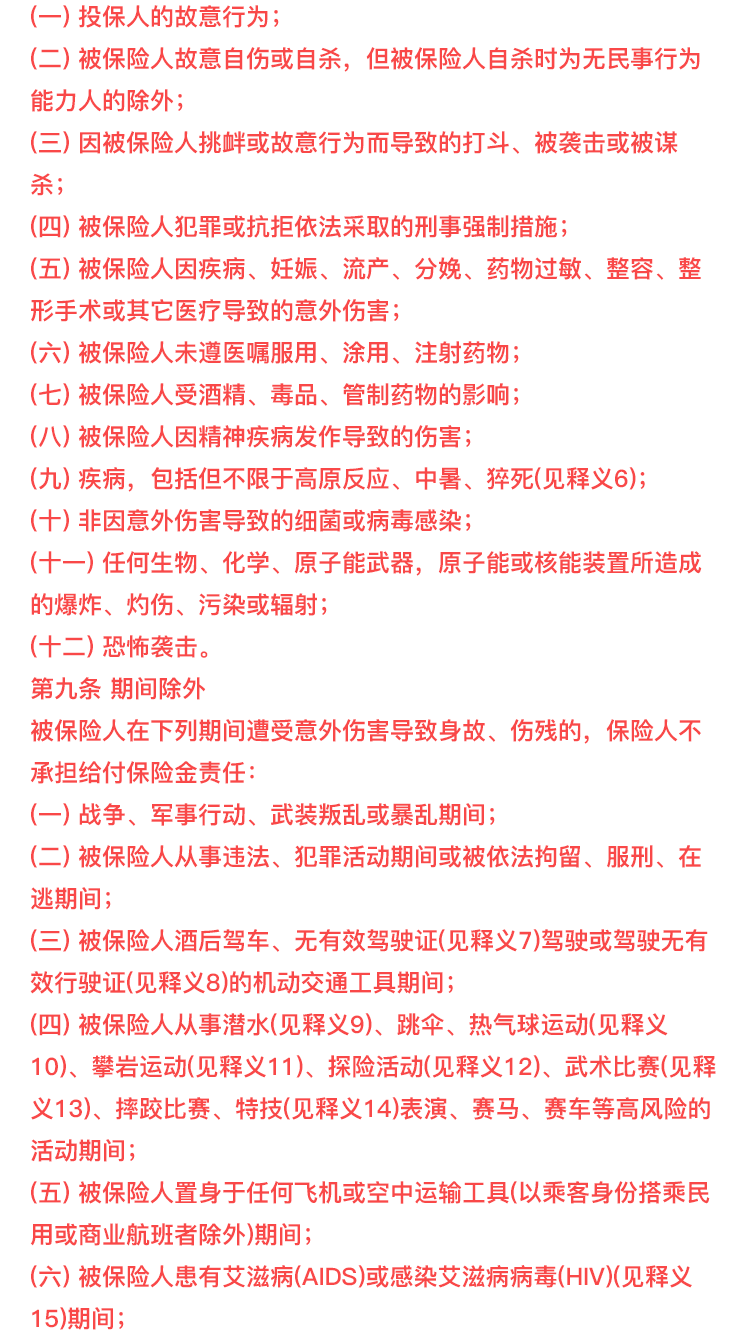 (一) 投保人的故意行为；
(二) 被保险人故意自伤或自杀，但被保险人自杀时为无民事行为
能力人的除外；
(三) 因被保险人挑衅或故意行为而导致的打斗、被袭击或被谋
杀；
(四) 被保险人犯罪或抗拒依法采取的刑事强制措施；
(五) 被保险人因疾病、妊娠、流产、分娩、药物过敏、整容、整
形手术或其它医疗导致的意外伤害；
(六) 被保险人未遵医嘱服用、涂用、注射药物；
(七) 被保险人受酒精、毒品、管制药物的影响；
(八) 被保险人因精神疾病发作导致的伤害；
(九) 疾病，包括但不限于高原反应、中暑、猝死(见释义6)；
(十) 非因意外伤害导致的细菌或病毒感染；
(十一) 任何生物、化学、原子能武器，原子能或核能装置所造成
的爆炸、灼伤、污染或辐射；
(十二) 恐怖袭击。
第九条 期间除外
被保险人在下列期间遭受意外伤害导致身故、伤残的，保险人不
承担给付保险金责任：
(一) 战争、军事行动、武装叛乱或暴乱期间；
(二) 被保险人从事违法、犯罪活动期间或被依法拘留、服刑、在
逃期间；
(三) 被保险人酒后驾车、无有效驾驶证(见释义7)驾驶或驾驶无有
效行驶证(见释义8)的机动交通工具期间；
(四) 被保险人从事潜水(见释义9)、跳伞、热气球运动(见释义
10)、攀岩运动(见释义11)、探险活动(见释义12)、武术比赛(见释
义13)、摔跤比赛、特技(见释义14)表演、赛马、赛车等高风险的
活动期间；
(五) 被保险人置身于任何飞机或空中运输工具(以乘客身份搭乘民
用或商业航班者除外)期间；
(六) 被保险人患有艾滋病(AIDS)或感染艾滋病病毒(HIV)(见释义
15)期间；